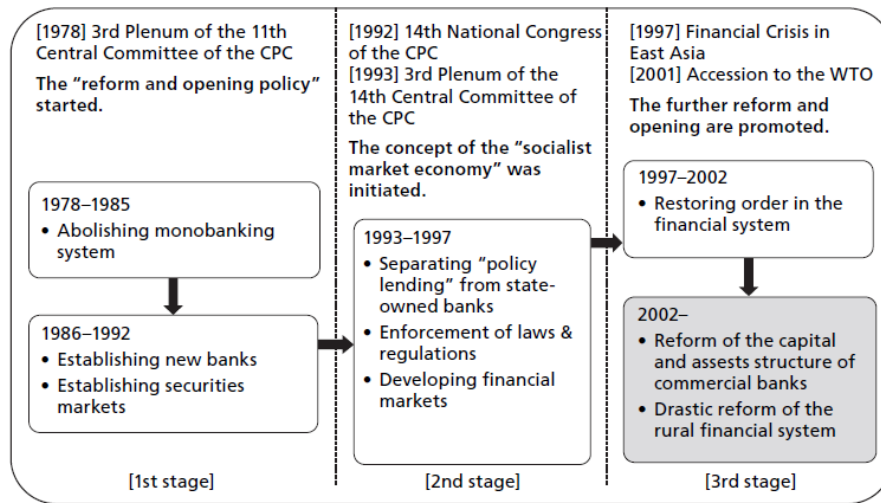 [1978] 3rd Plenum of the 11th
Central Committee of the CPC
The “reform and opening policy”
started.
1978–1985
• Abolishing monobanking
system
1986–1992
• Establishing new banks
• Establishing securities
markets
[1st stage]
[1992] 14th National Congress
of the CPC
[1993] 3rd Plenum of the
14th Central Committee of
the CPC
The concept of the “socialist
market economy” was
initiated.
1993–1997
• Separating “policy
lending” from state-
owned banks
• Enforcement of laws &
regulations
• Developing financial
markets
[2nd stage]
[1997] Financial Crisis in
East Asia
[2001] Accession to the WTO
The further reform and
opening are promoted.
1997–2002
• Restoring order in the
financial system
2002–
• Reform of the capital
and assests structure of
commercial banks
• Drastic reform of the
rural financial system
[3rd stage]